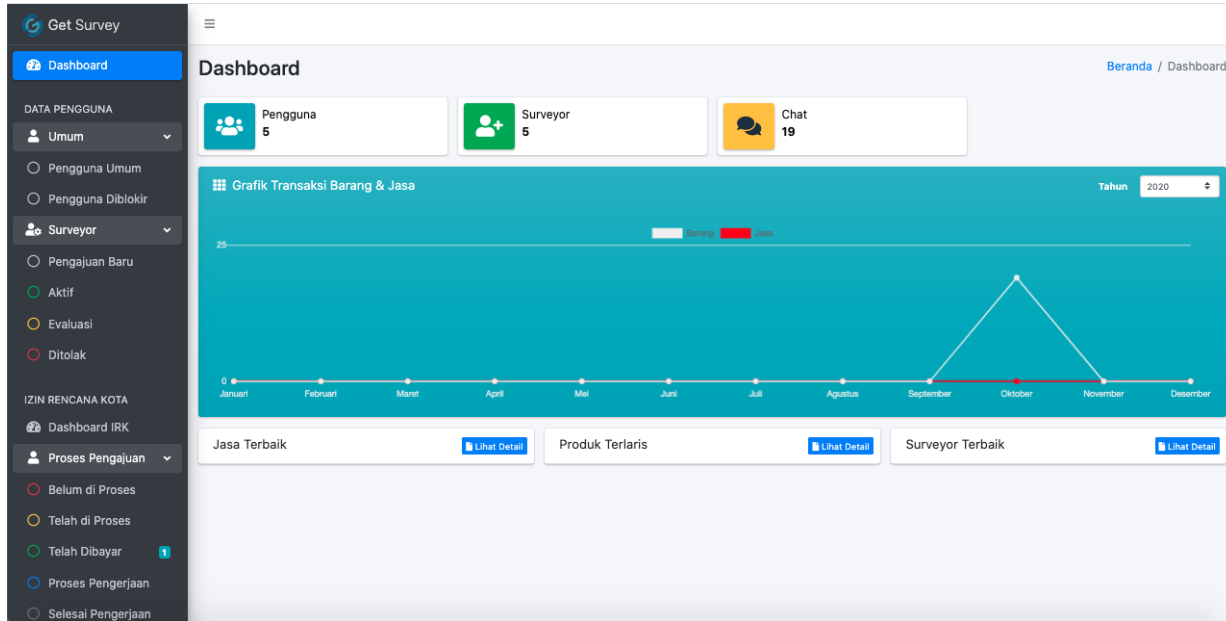 Get Survey
Dashboard
DATA PENGGUNA
Umum
Pengguna Umum
Pengguna Diblokir
Surveyor
Pengajuan Baru
Aktif
Evaluasi
Ditolak
IZIN RENCANA KOTA
Dashboard IRK
Proses Pengajuan
Belum di Proses
Telah di Proses
Telah Dibayar 1
Proses Pengerjaan
Selesai Pengerjaan
Dashboard
Beranda / Dashboard
Pengguna
5
Surveyor
5
Chat
19
Grafik Transaksi Barang & Jasa
Tahun 2020
Barang Jasa
25
0
Januari Februari Maret April Mei Juni Juli Agustus September Oktober November Desember
Jasa Terbaik Lihat Detail
Produk Terlaris Lihat Detail
Surveyor Terbaik Lihat Detail